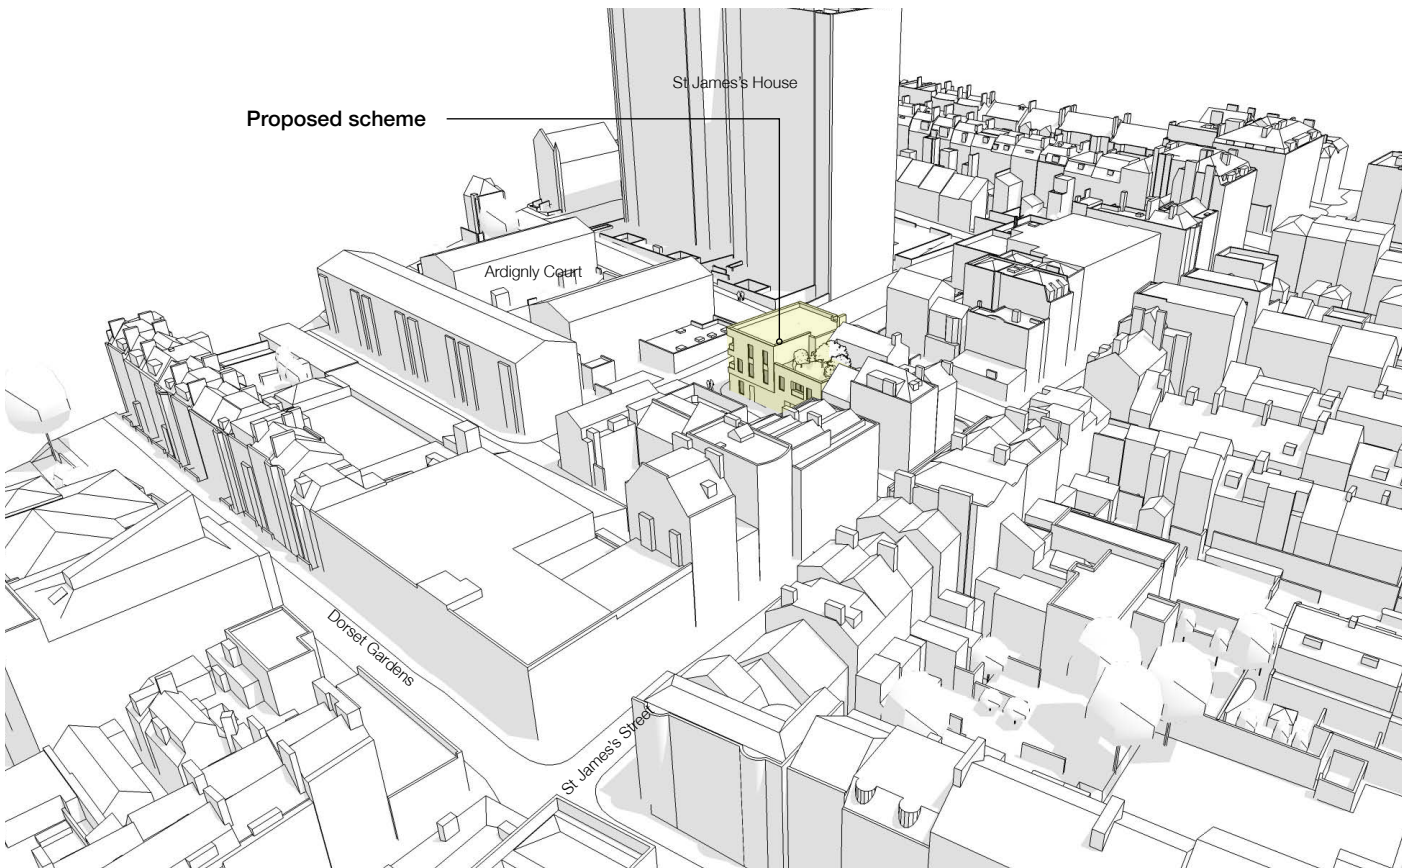 St James's House
Proposed scheme
Ardignly Court
Dorset Gardens
St James's Street